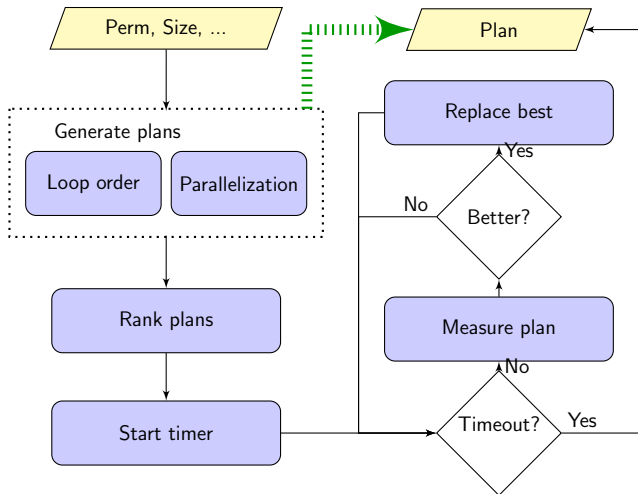 Perm, Size, ...
Plan
Generate plans
Loop order
Parallelization
Replace best
Yes
No
Better?
Rank plans
Measure plan
No
Start timer
Timeout?
Yes